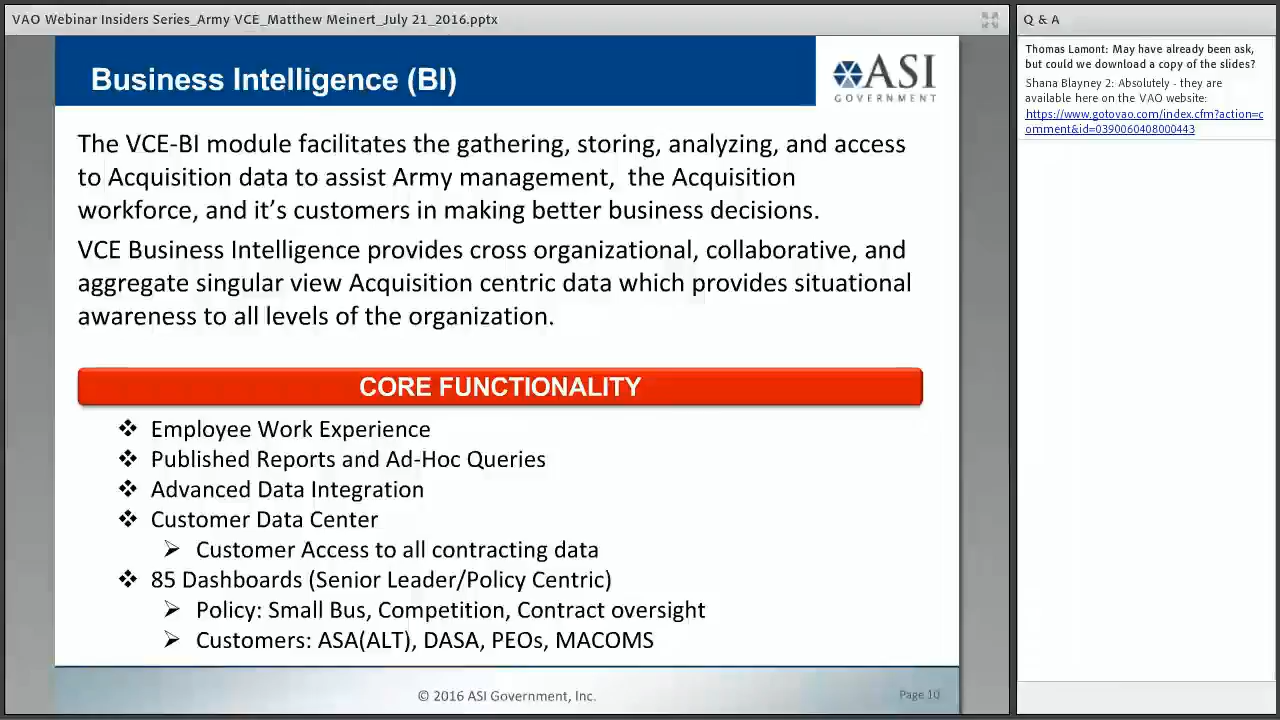 VAO Webinar Insiders Series_Army VCE_Matthew Meinert_July 21_2016.pptx
Business Intelligence (BI)
ASI
GOVERNMENT
The VCE-BI module facilitates the gathering, storing, analyzing, and access
to Acquisition data to assist Army management,  the Acquisition
workforce, and it’s customers in making better business decisions.
VCE Business Intelligence provides cross organizational, collaborative, and
aggregate singular view Acquisition centric data which provides situational
awareness to all levels of the organization.
CORE FUNCTIONALITY
❖ Employee Work Experience
❖ Published Reports and Ad-Hoc Queries
❖ Advanced Data Integration
❖ Customer Data Center
➢ Customer Access to all contracting data
❖ 85 Dashboards (Senior Leader/Policy Centric)
➢ Policy: Small Bus, Competition, Contract oversight
➢ Customers: ASA(ALT), DASA, PEOs, MACOMS
© 2016 ASI Government, Inc.
Page 10
Q & A
Thomas Lamont: May have already been ask,
but could we download a copy of the slides?
Shana Blayney 2: Absolutely - they are
available here on the VAO website:
https://www.gotovao.com/index.cfm?action=c
omment&id=0390060408000443